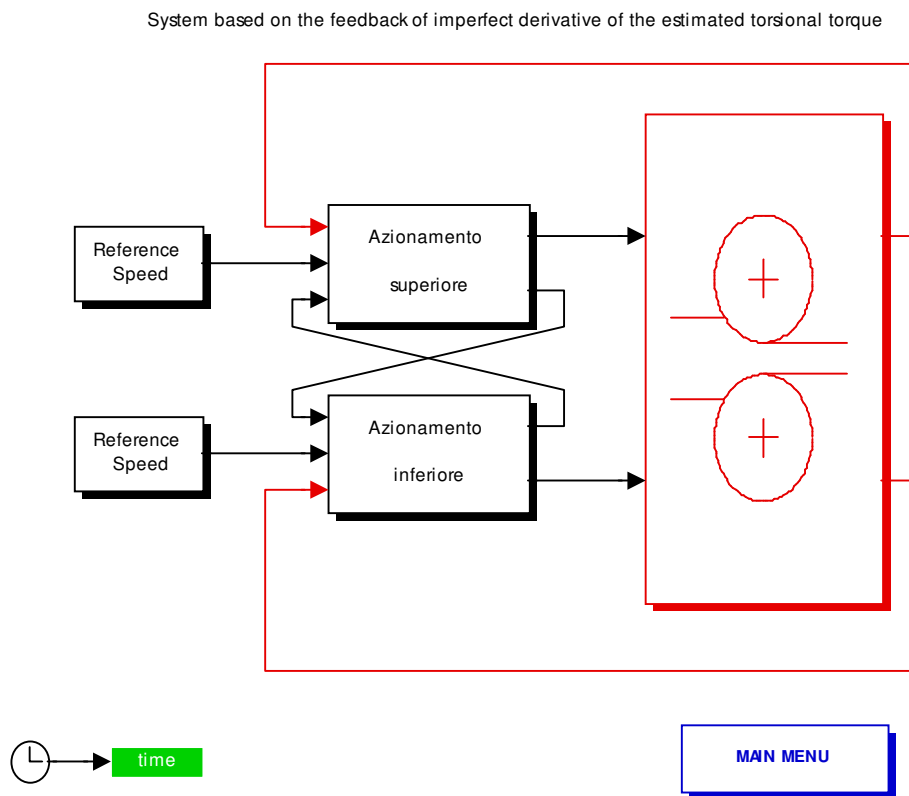 System based on the feedback of imperfect derivative of the estimated torsional torque
Azionamento
superiore
Reference
Speed
Azionamento
inferiore
Reference
Speed
time
MAIN MENU